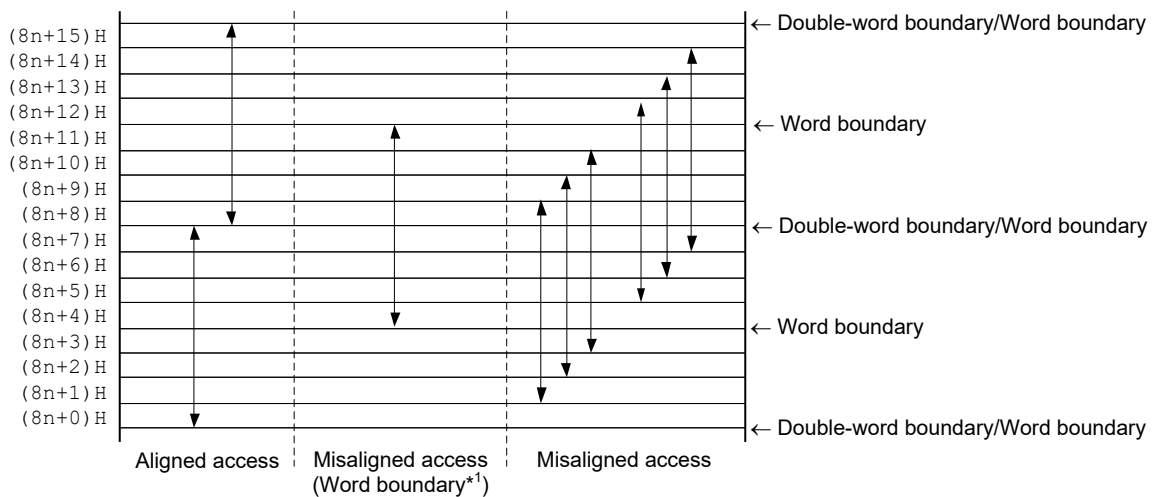 ← Double-word boundary/Word boundary
(8n+15)H
(8n+14)H
(8n+13)H
(8n+12)H
← Word boundary
(8n+11)H
(8n+10)H
(8n+9)H
(8n+8)H
← Double-word boundary/Word boundary
(8n+7)H
(8n+6)H
(8n+5)H
(8n+4)H
← Word boundary
(8n+3)H
(8n+2)H
(8n+1)H
(8n+0)H
← Double-word boundary/Word boundary
Aligned access
Misaligned access
(Word boundary*1)
Misaligned access